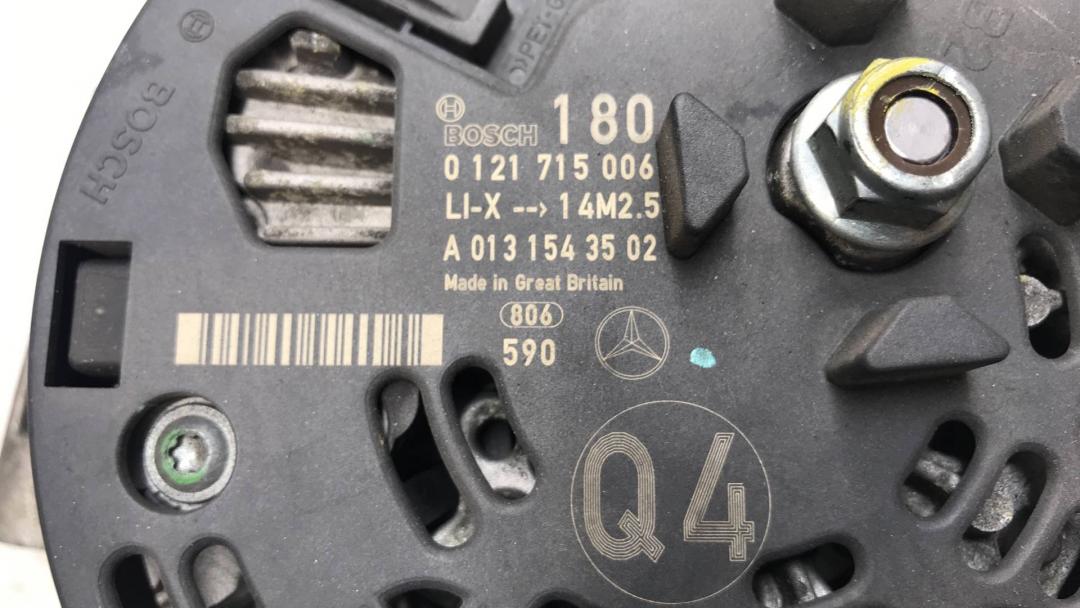 BOSCH
BOSCH 180
0 121 715 006
LI-X --> 14M2.5
A 013 154 35 02
Made in Great Britain
806
590
Q4